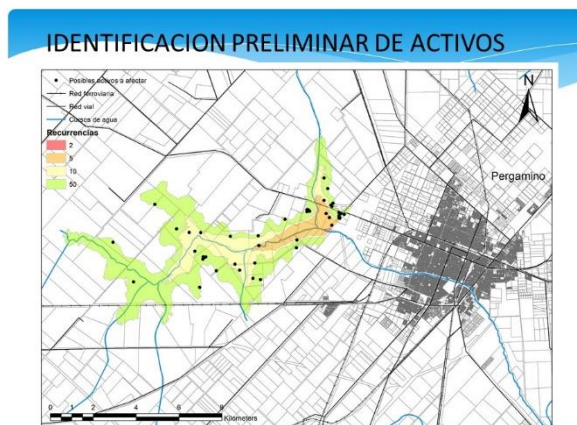 IDENTIFICACION PRELIMINAR DE ACTIVOS
Posibles activos a afectar
Red ferroviaria
Red vial
Cursos de agua
Recurrencias
2
5
10
50
N
Pergamino
0 1 2 4 6 8
Kilometers